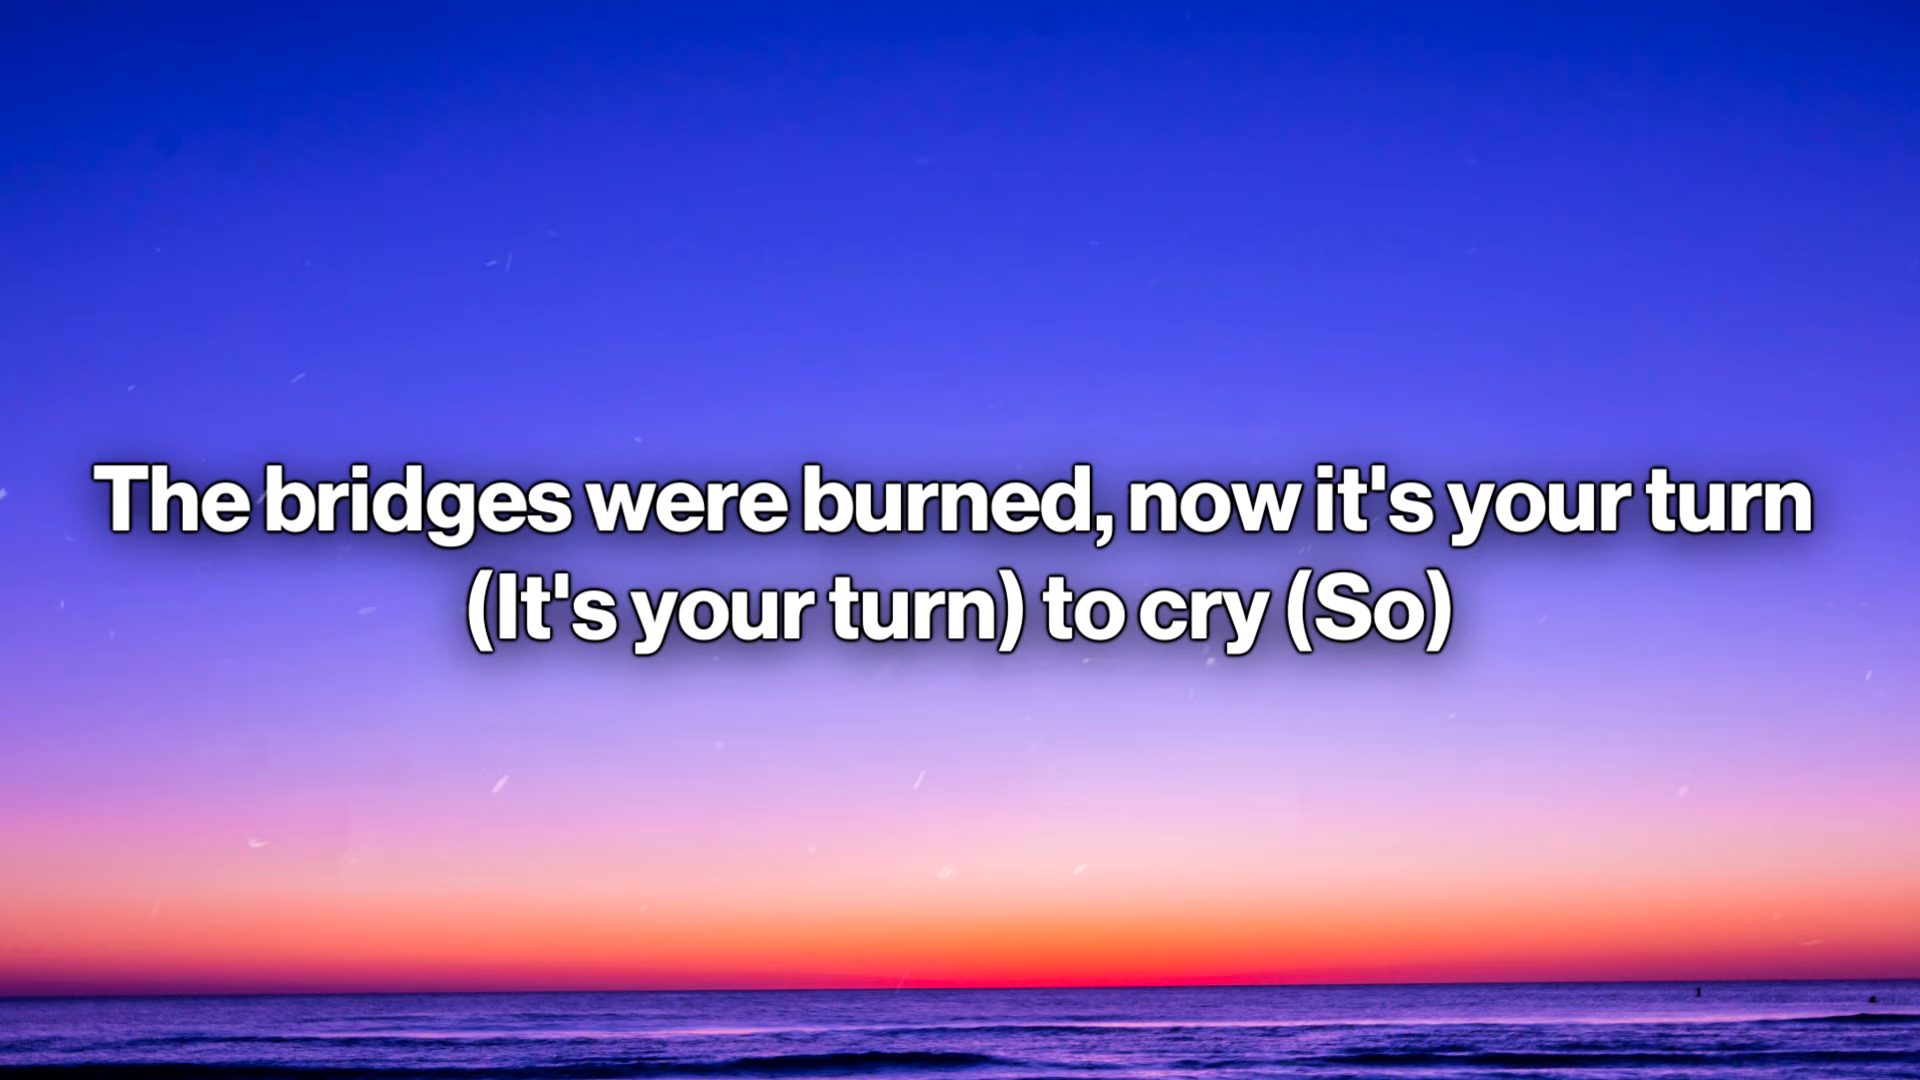 The bridges were burned, now it's your turn
(It's your turn) to cry (So)